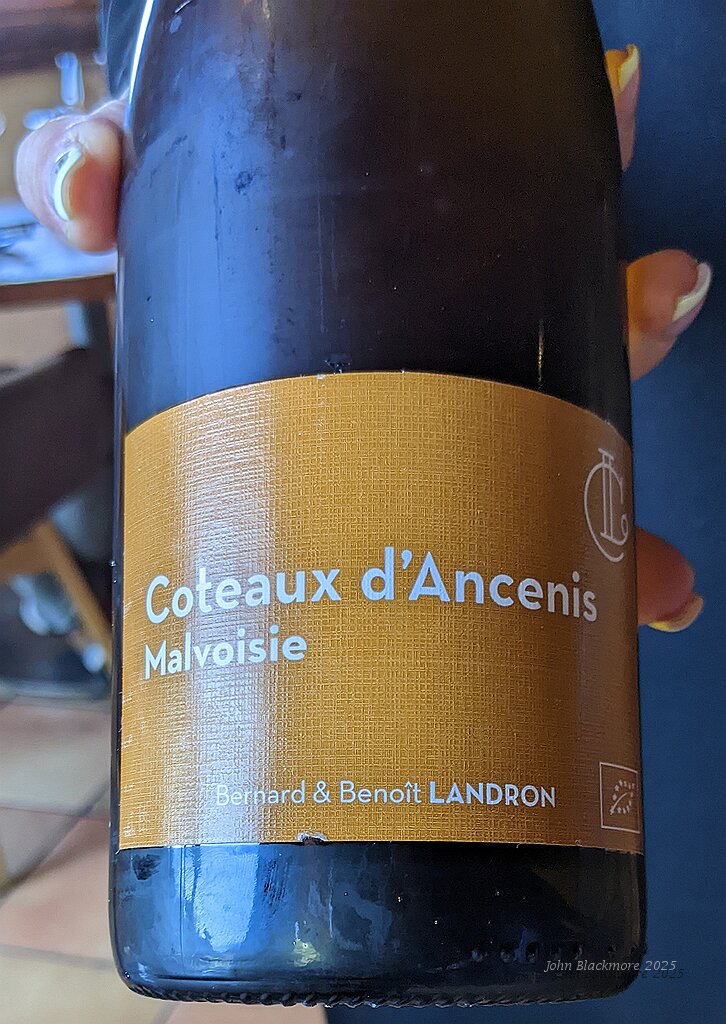 Coteaux d'Ancenis
Malvoisie
Bernard & Benoît LANDRON
John Blackmore 2025